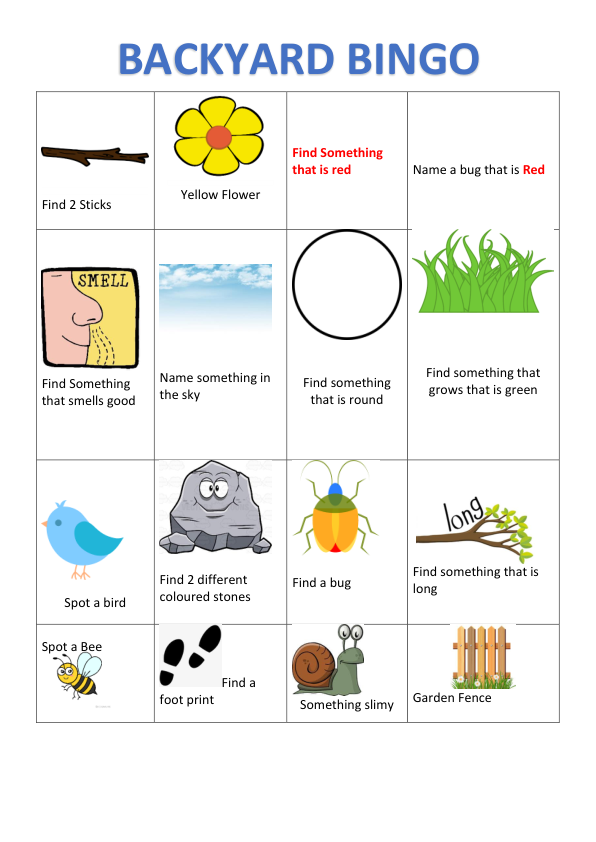 BACKYARD BINGO
Find 2 Sticks
Yellow Flower
Find Something
that is red
Name a bug that is Red
SMELL
Find Something
that smells good
Name something in
the sky
Find something
that is round
Find something that
grows that is green
Spot a bird
Find 2 different
coloured stones
Find a bug
long
Find something that is
long
Spot a Bee
Find a
foot print
Something slimy
Garden Fence